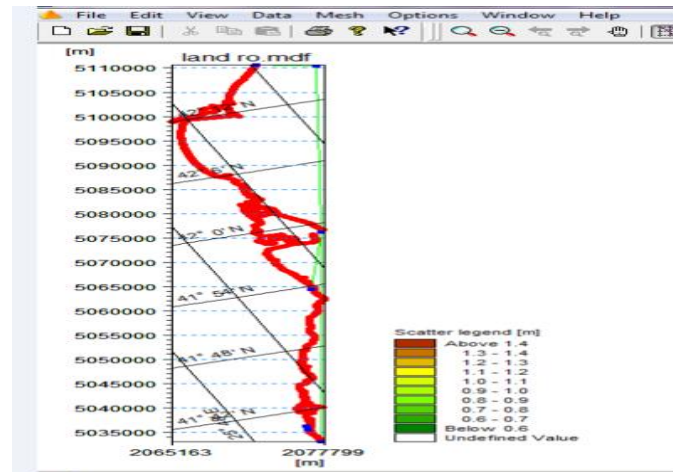 File Edit View Data Mesh Options Window Help
[m]
land ro.mdf
5110000
5105000
5100000
5095000
5090000
5085000
5080000
5075000
5070000
5065000
5060000
5055000
5050000
5045000
5040000
5035000
42° 0' N
41° 54' N
41° 48' N
2065163 2077799
[m]
Scatter legend [m]
Above 1.4
1.3 - 1.4
1.2 - 1.3
1.1 - 1.2
1.0 - 1.1
0.9 - 1.0
0.8 - 0.9
0.7 - 0.8
0.6 - 0.7
Below 0.6
Undefined Value